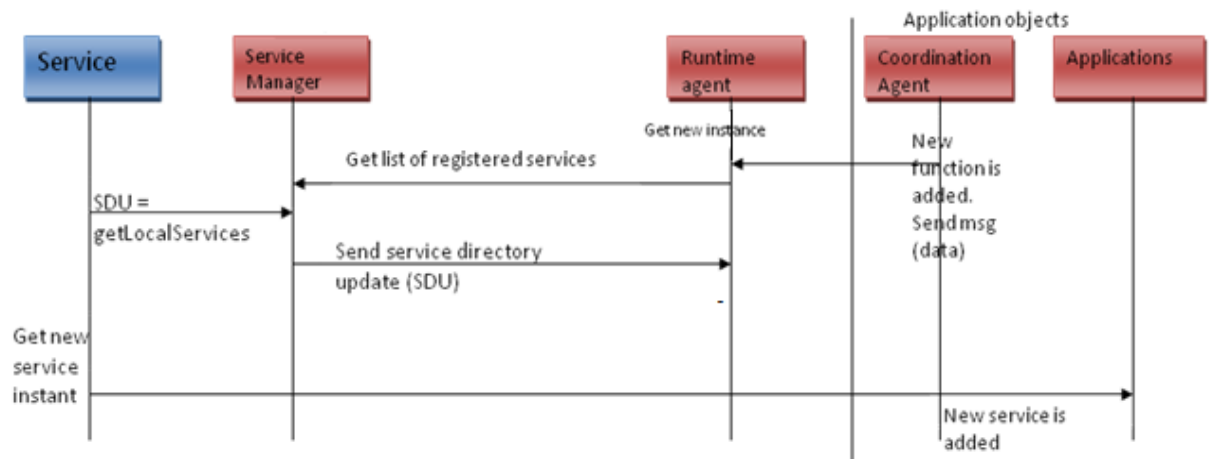 Application objects
Service
Service
Manager
Runtime
agent
Coordination
Agent
Applications
Get new instance
New
function is
added.
Send msg
(data)
Get list of registered services
SDU =
getLocalServices
Send service directory
update (SDU)
-
Get new
service
instant
New service is
added